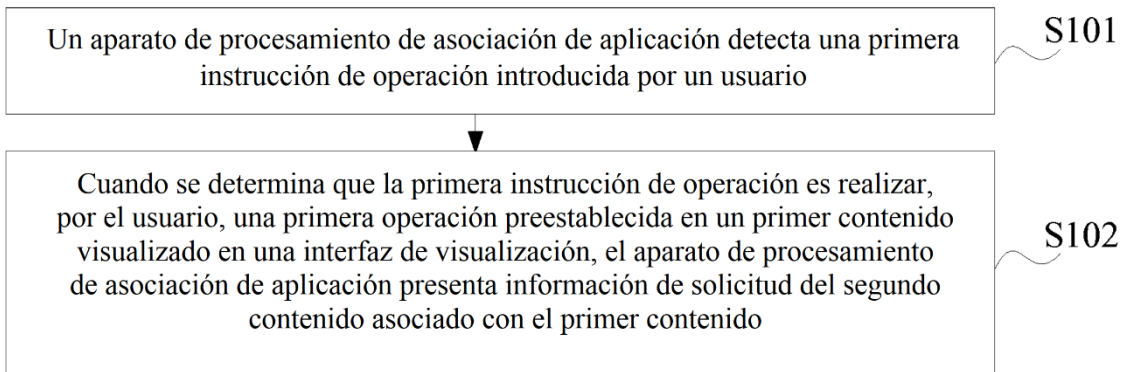 Un aparato de procesamiento de asociación de aplicación detecta una primera
instrucción de operación introducida por un usuario
S101
Cuando se determina que la primera instrucción de operación es realizar,
por el usuario, una primera operación preestablecida en un primer contenido
visualizado en una interfaz de visualización, el aparato de procesamiento
de asociación de aplicación presenta información de solicitud del segundo
contenido asociado con el primer contenido
S102